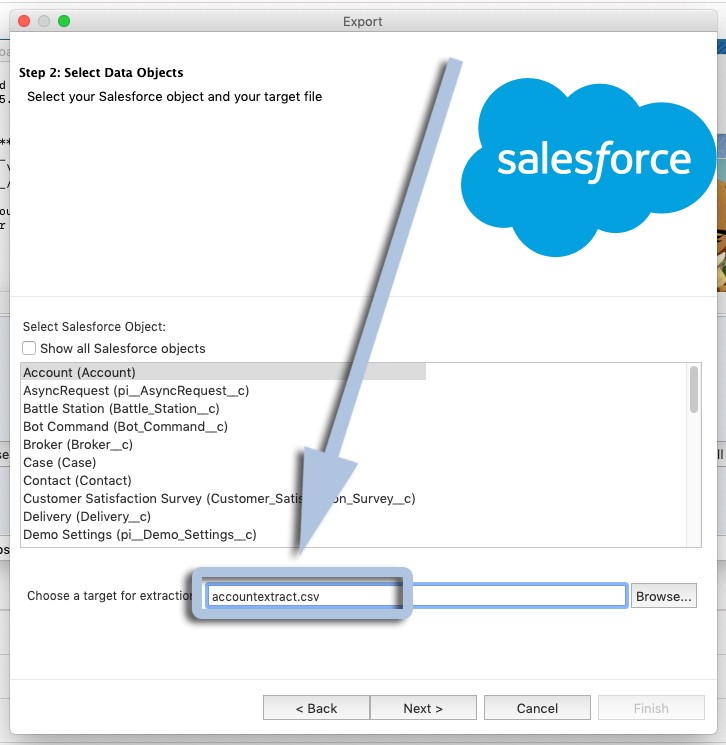 Export
Step 2: Select Data Objects
Select your Salesforce object and your target file
salesforce
Select Salesforce Object:
Show all Salesforce objects
Account (Account)
AsyncRequest (pi__AsyncRequest__c)
Battle Station (Battle_Station__c)
Bot Command (Bot_Command__c)
Broker (Broker__c)
Case (Case)
Contact (Contact)
Customer Satisfaction Survey (Customer_Satis on_Survey__c)
Delivery (Delivery__c)
Demo Settings (pi__Demo_Settings__c)
Choose a target for extractio
accountextract.csv
Browse...
< Back
Next >
Cancel
Finish